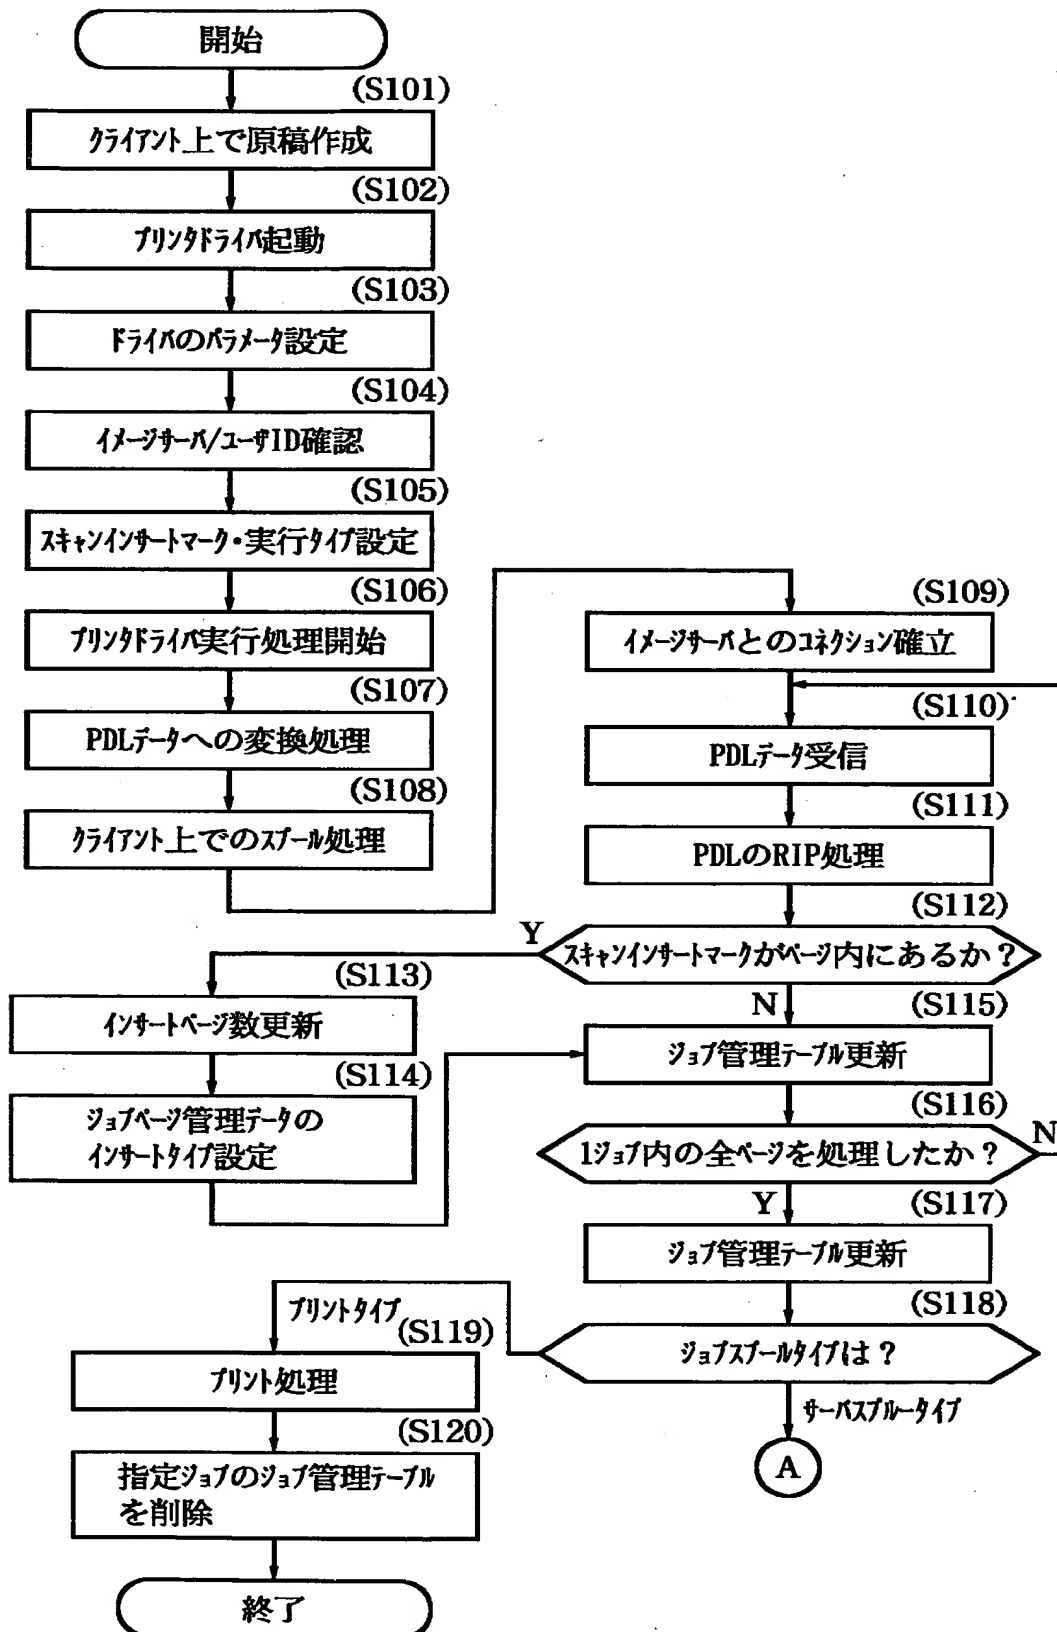 開始
(S101)
クライアント上で原稿作成
(S102)
プリンタドライバ起動
(S103)
ドライバのパラメータ設定
(S104)
イメージサーバ/ユーザID確認
(S105)
スキャンインサートマーク・実行タイプ設定
(S106)
プリンタドライバ実行処理開始
(S107)
PDLデータへの変換処理
(S108)
クライアント上でのスプール処理
(S109)
イメージサーバとのコネクション確立
(S110)
PDLデータ受信
(S111)
PDLのRIP処理
(S112)
スキャンインサートマークがページ内にあるか?
Y
N
(S113)
インサートページ数更新
(S114)
ジョブページ管理データの
インサートタイプ設定
(S115)
ジョブ管理テーブル更新
(S116)
1ジョブ内の全ページを処理したか?
N
Y
(S117)
ジョブ管理テーブル更新
(S118)
ジョブスプールタイプは?
プリントタイプ
サーバスプルータイプ
A
(S119)
プリント処理
(S120)
指定ジョブのジョブ管理テーブル
を削除
終了